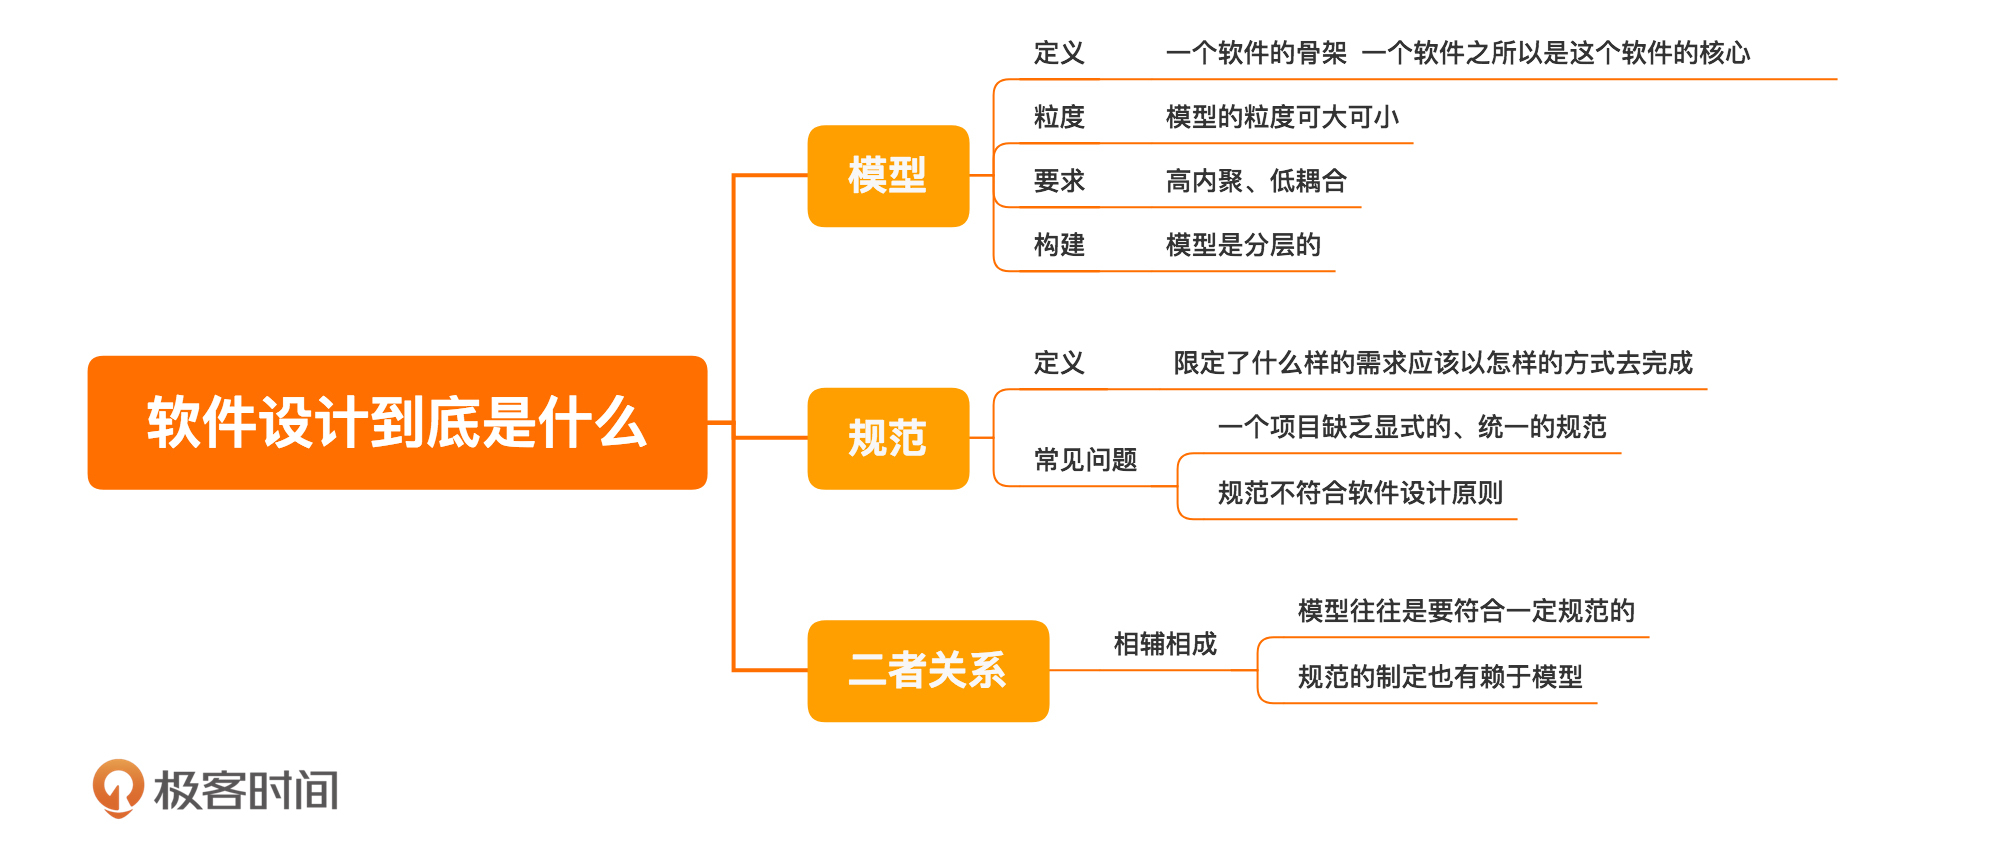 软件设计到底是什么
模型
定义 一个软件的骨架 一个软件之所以是这个软件的核心
粒度 模型的粒度可大可小
要求 高内聚、低耦合
构建 模型是分层的
规范
定义 限定了什么样的需求应该以怎样的方式去完成
常见问题
一个项目缺乏显式的、统一的规范
规范不符合软件设计原则
二者关系
相辅相成
模型往往是要符合一定规范的
规范的制定也有赖于模型
极客时间